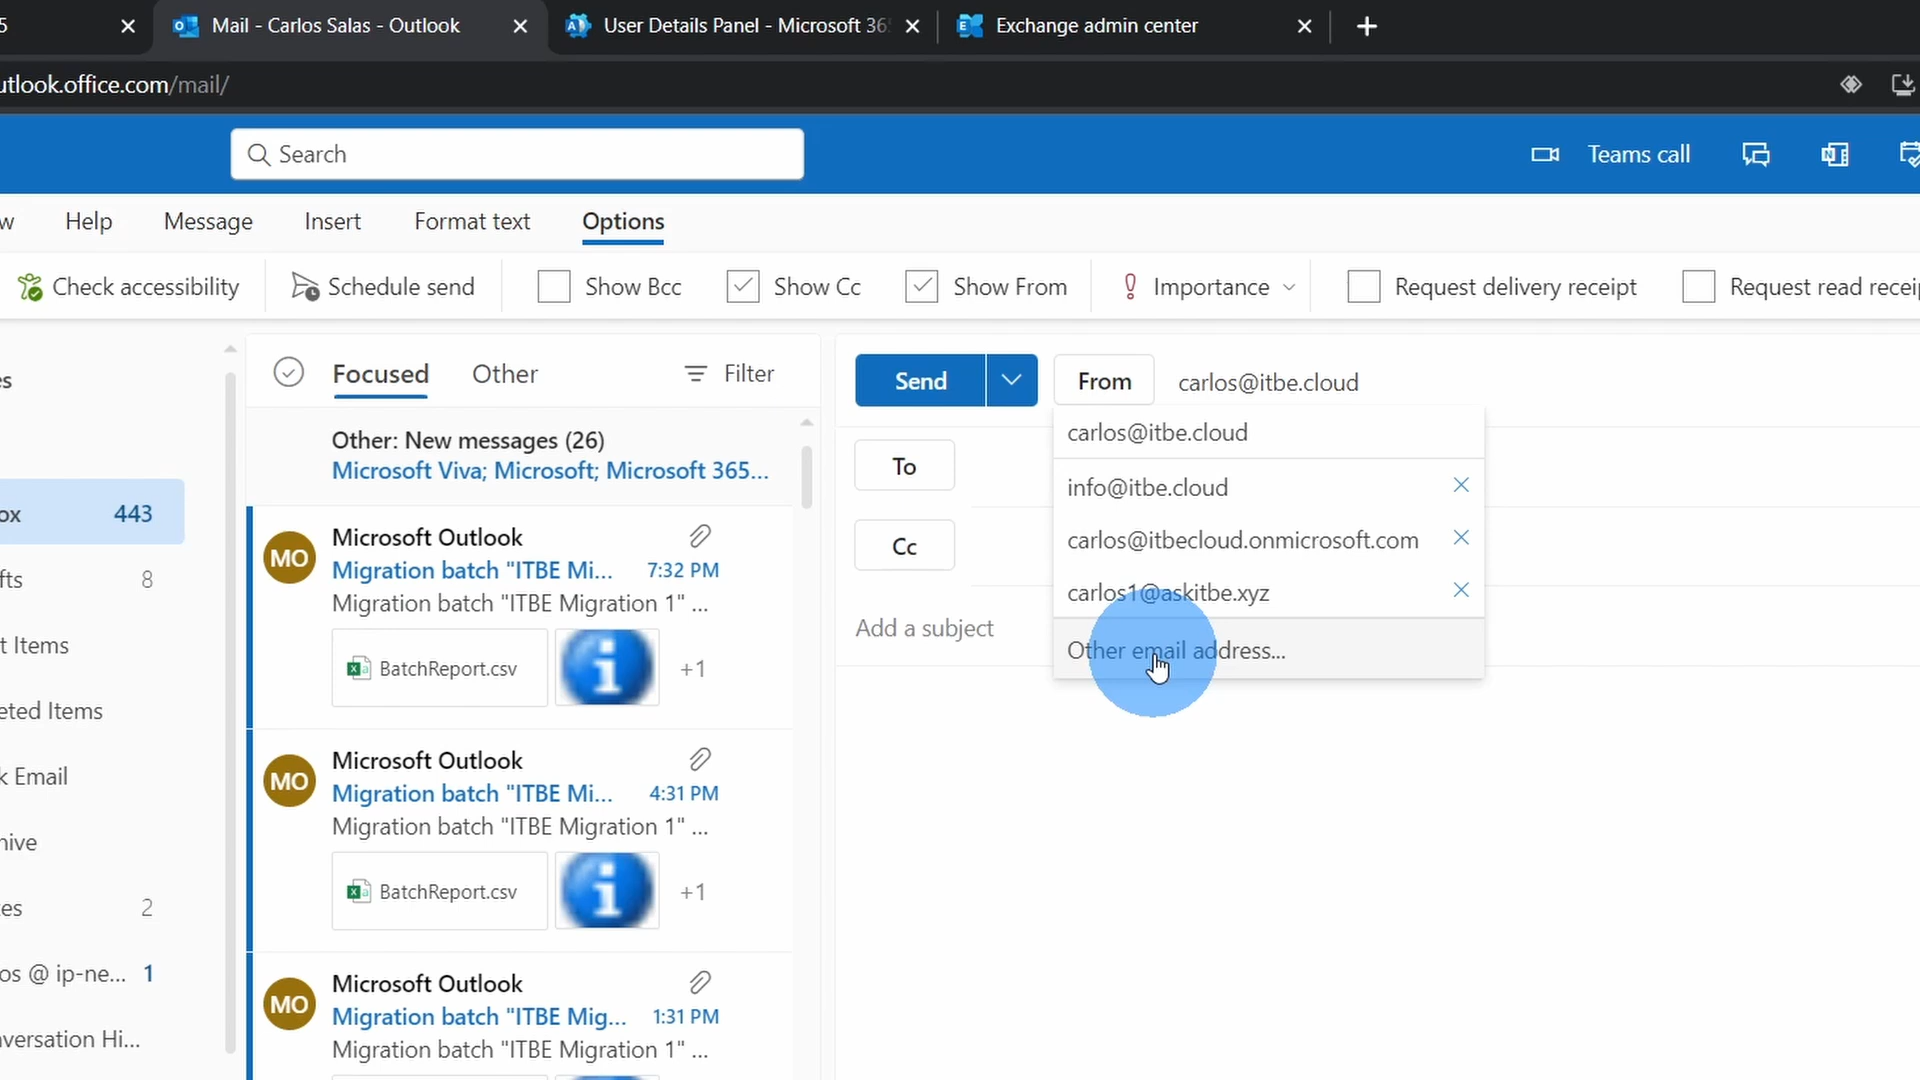 5
Mail - Carlos Salas - Outlook
User Details Panel - Microsoft 36
Exchange admin center
utlook.office.com/mail/
Search
Teams call
w
Help
Message
Insert
Format text
Options
Check accessibility
Schedule send
Show Bcc
Show Cc
Show From
Importance
Request delivery receipt
Request read recei
es
Focused
Other
Filter
Send
From
carlos@itbe.cloud
Other: New messages (26)
Microsoft Viva; Microsoft; Microsoft 365...
To
Cc
Add a subject
carlos@itbe.cloud
info@itbe.cloud
carlos@itbecloud.onmicrosoft.com
carlos1@askitbe.xyz
Other email address...
ox 443
fts 8
t Items
eted Items
k Email
hive
tes 2
os @ ip-ne... 1
versation Hi...
MO
Microsoft Outlook
Migration batch "ITBE Mi... 7:32 PM
Migration batch "ITBE Migration 1" ...
BatchReport.csv
+1
MO
Microsoft Outlook
Migration batch "ITBE Mi... 4:31 PM
Migration batch "ITBE Migration 1" ...
BatchReport.csv
+1
MO
Microsoft Outlook
Migration batch "ITBE Mig... 1:31 PM
Migration batch "ITBE Migration 1" ...